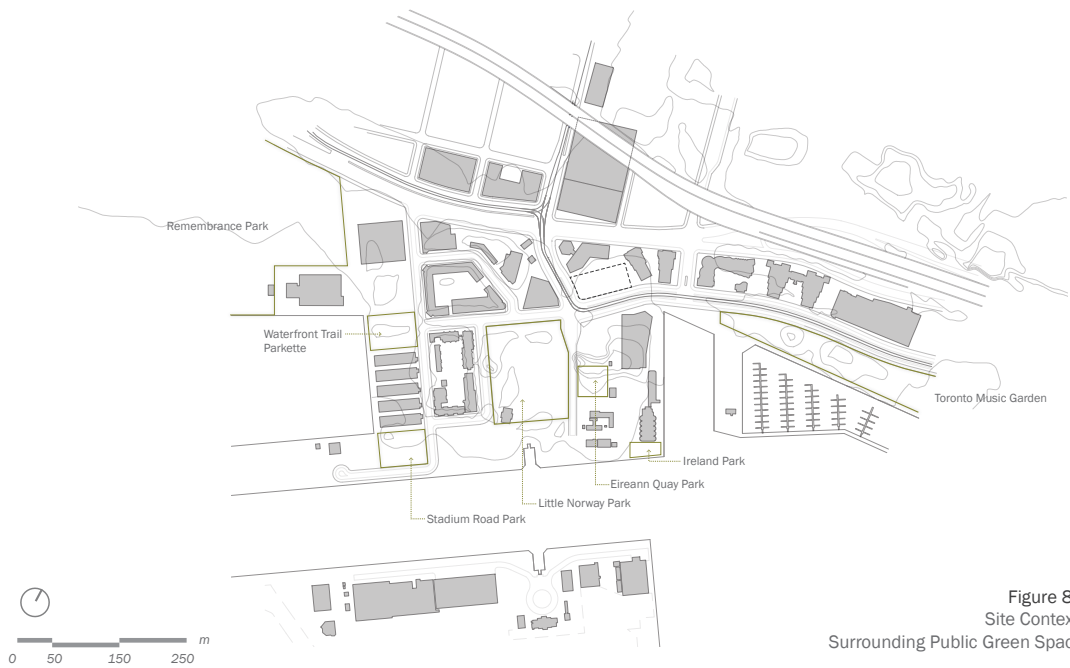 Remembrance Park
Waterfront Trail
Parkette
Toronto Music Garden
Ireland Park
Eireann Quay Park
Little Norway Park
Stadium Road Park
Figure 8
Site Contex
Surrounding Public Green Spac
m
0 50 150 250